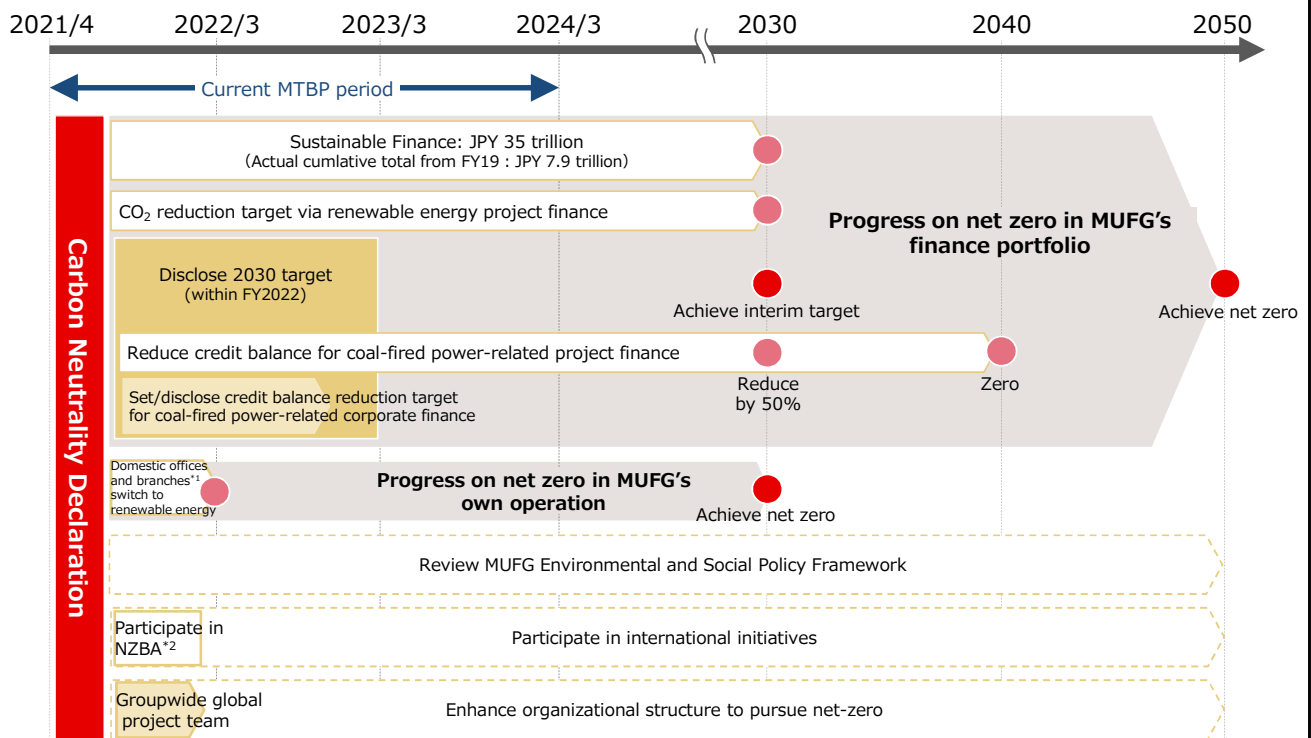 2021/4 2022/3 2023/3 2024/3 2030 2040 2050
Current MTBP period
Carbon Neutrality Declaration
Sustainable Finance: JPY 35 trillion
(Actual cumlative total from FY19 : JPY 7.9 trillion)
CO₂ reduction target via renewable energy project finance
Progress on net zero in MUFG's
finance portfolio
Disclose 2030 target
(within FY2022)
Achieve interim target
Achieve net zero
Reduce credit balance for coal-fired power-related project finance
Reduce
by 50%
Zero
Set/disclose credit balance reduction target
for coal-fired power-related corporate finance
Domestic offices
and branches*1
switch to
renewable energy
Progress on net zero in MUFG's
own operation
Achieve net zero
Review MUFG Environmental and Social Policy Framework
Participate in
NZBA*2
Participate in international initiatives
Groupwide global
project team
Enhance organizational structure to pursue net-zero